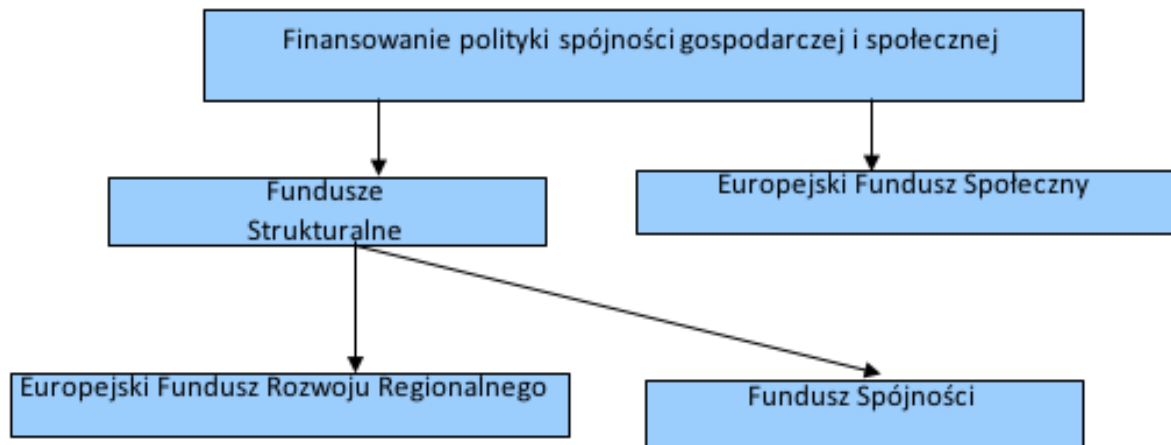 Finansowanie polityki spójności gospodarczej i społecznej
Fundusze
Strukturalne
Europejski Fundusz Społeczny
Europejski Fundusz Rozwoju Regionalnego
Fundusz Spójności